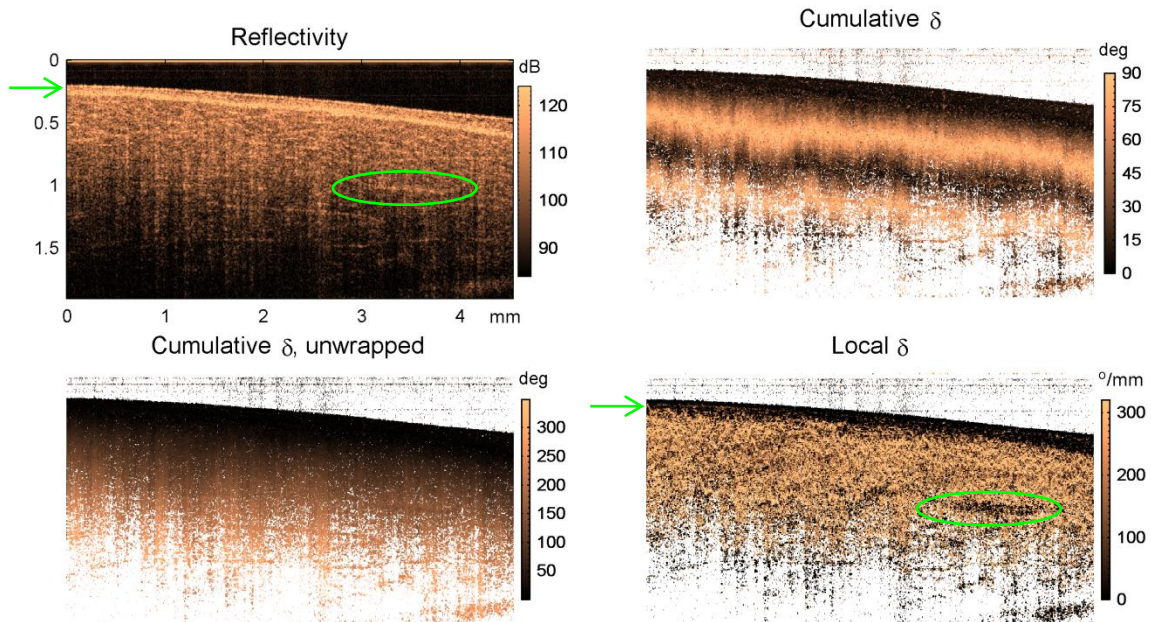 Reflectivity
0
0.5
1
1.5
0 1 2 3 4 mm
dB
120
110
100
90
Cumulative δ
deg
90
75
60
45
30
15
0
Cumulative δ, unwrapped
deg
300
250
200
150
100
50
Local δ
°/mm
300
200
100
0